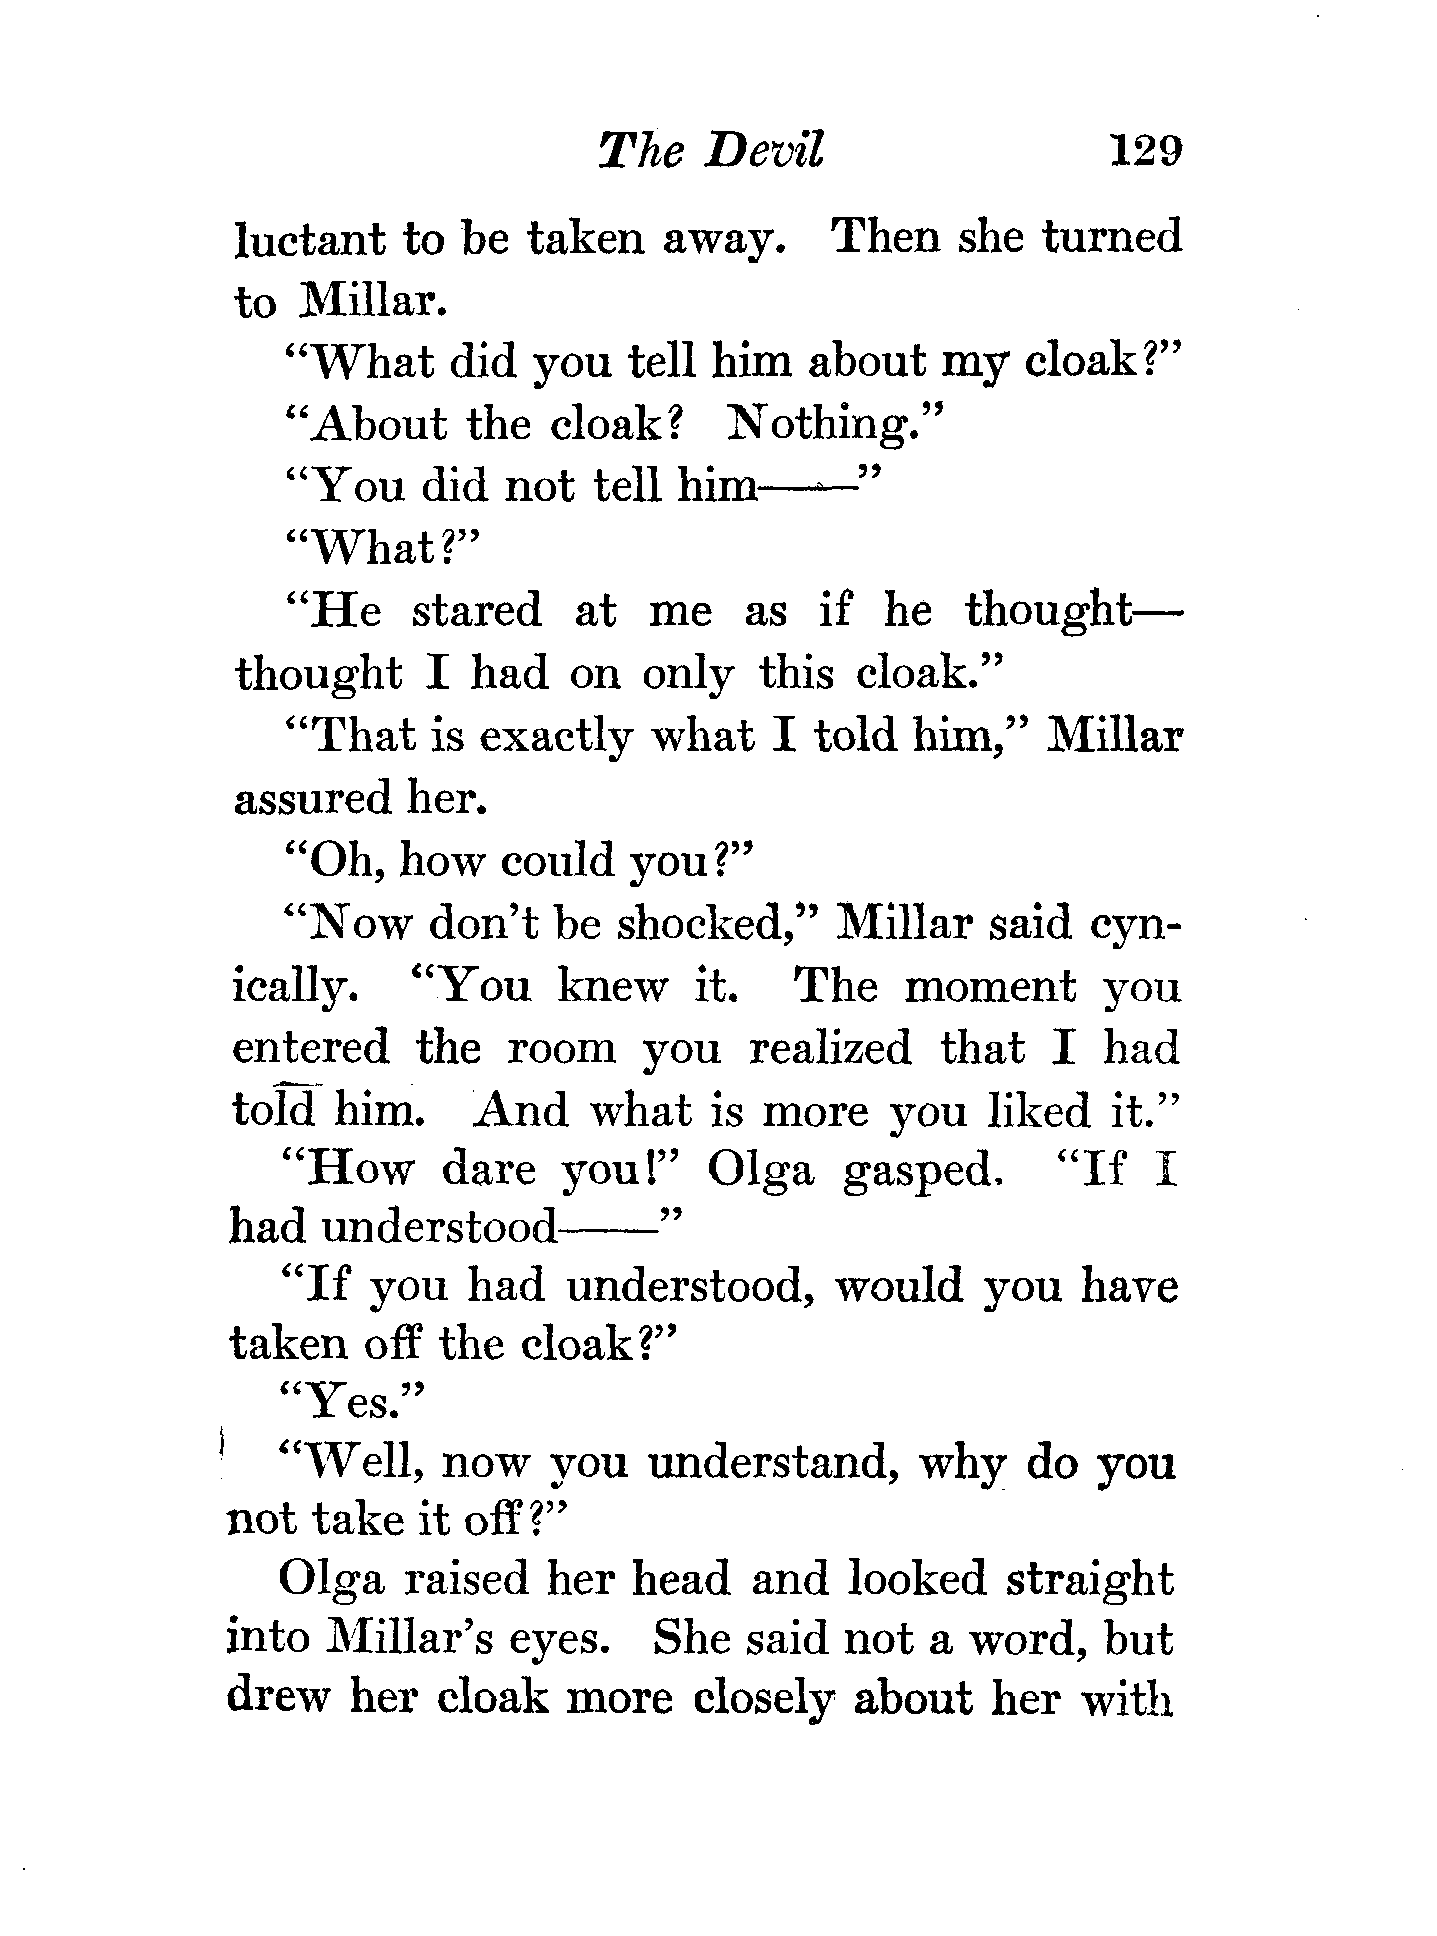 The Devil 129
luctant to be taken away. Then she turned
to Millar.
“What did you tell him about my cloak?”
“About the cloak? Nothing.”
“You did not tell him——”
“What?”
“He stared at me as if he thought—
thought I had on only this cloak.”
“That is exactly what I told him,” Millar
assured her.
“Oh, how could you?”
“Now don’t be shocked,” Millar said cyn-
ically. “You knew it. The moment you
entered the room you realized that I had
told him. And what is more you liked it.”
“How dare you!” Olga gasped. “If I
had understood——”
“If you had understood, would you have
taken off the cloak?”
“Yes.”
“Well, now you understand, why do you
not take it off?”
Olga raised her head and looked straight
into Millar’s eyes. She said not a word, but
drew her cloak more closely about her with